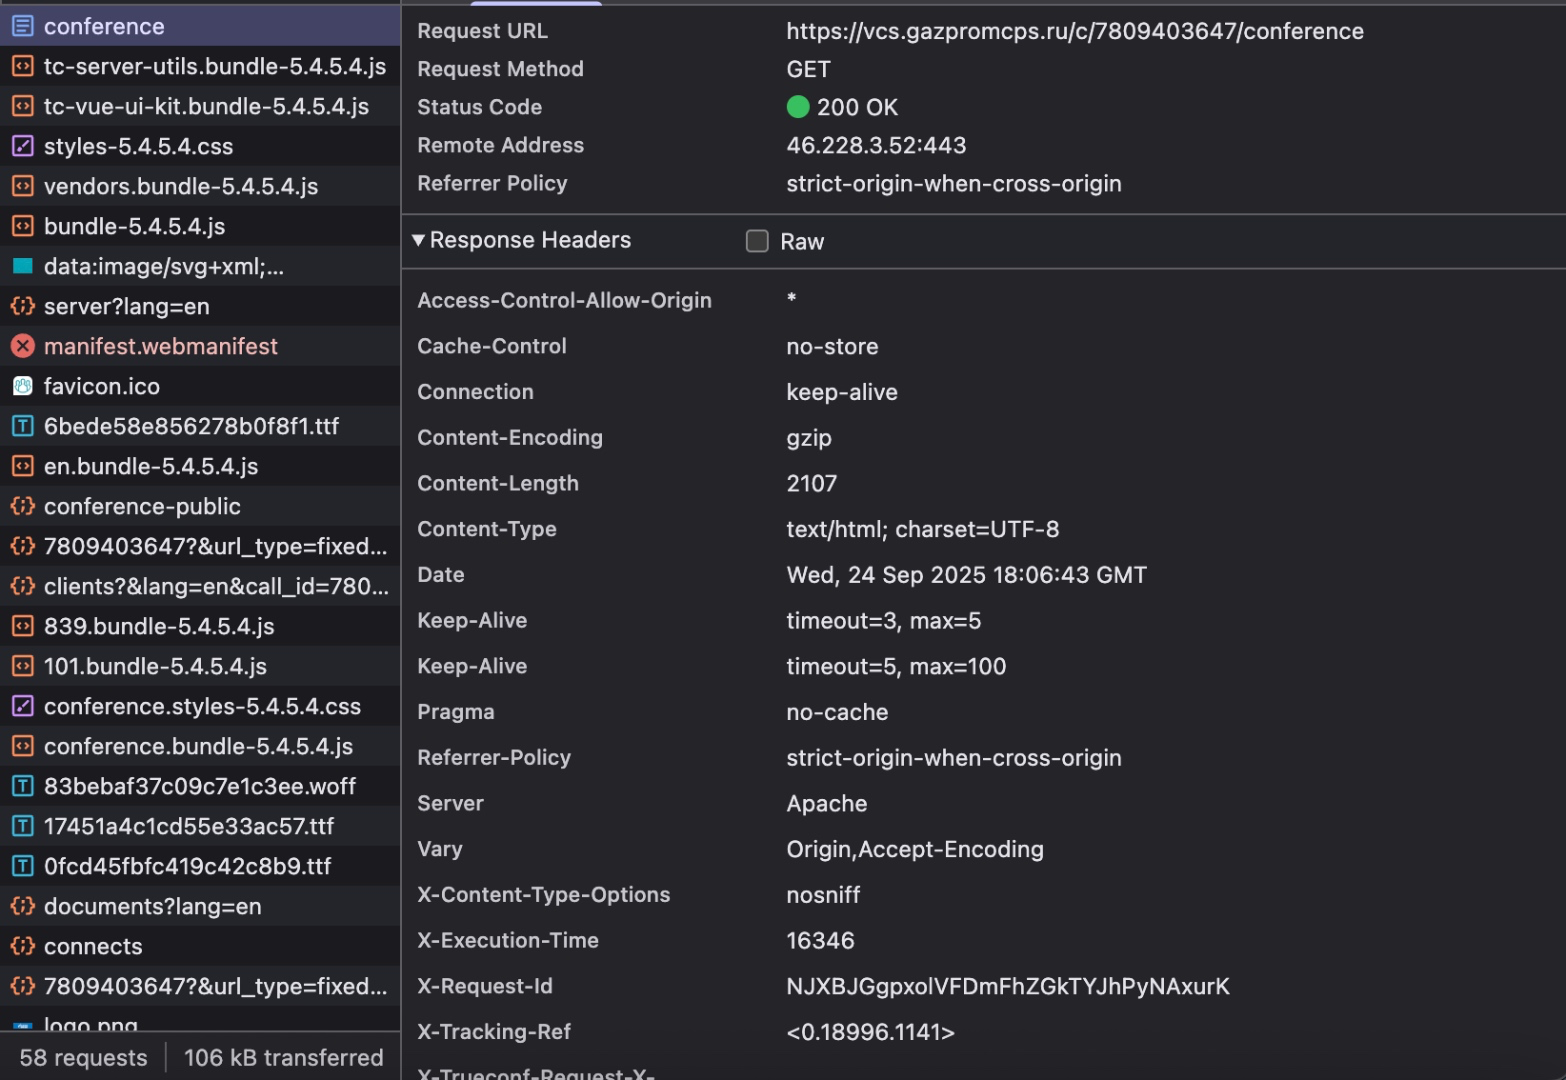 conference
tc-server-utils.bundle-5.4.5.4.js
tc-vue-ui-kit.bundle-5.4.5.4.js
styles-5.4.5.4.css
vendors.bundle-5.4.5.4.js
bundle-5.4.5.4.js
data:image/svg+xml;...
server?lang=en
manifest.webmanifest
favicon.ico
6bede58e856278b0f8f1.ttf
en.bundle-5.4.5.4.js
conference-public
7809403647?&url_type=fixed...
clients?&lang=en&call_id=780...
839.bundle-5.4.5.4.js
101.bundle-5.4.5.4.js
conference.styles-5.4.5.4.css
conference.bundle-5.4.5.4.js
83bebaf37c09c7e1c3ee.woff
17451a4c1cd55e33ac57.ttf
0fcd45fbfc419c42c8b9.ttf
documents?lang=en
connects
7809403647?&url_type=fixed...
logo.png
58 requests 106 kB transferred
Request URL https://vcs.gazpromcps.ru/c/7809403647/conference
Request Method GET
Status Code 200 OK
Remote Address 46.228.3.52:443
Referrer Policy strict-origin-when-cross-origin
Response Headers Raw
Access-Control-Allow-Origin *
Cache-Control no-store
Connection keep-alive
Content-Encoding gzip
Content-Length 2107
Content-Type text/html; charset=UTF-8
Date Wed, 24 Sep 2025 18:06:43 GMT
Keep-Alive timeout=3, max=5
Keep-Alive timeout=5, max=100
Pragma no-cache
Referrer-Policy strict-origin-when-cross-origin
Server Apache
Vary Origin,Accept-Encoding
X-Content-Type-Options nosniff
X-Execution-Time 16346
X-Request-Id NJXBJGgpxolVFDmFhZGkTYJhPyNAxurK
X-Tracking-Ref <0.18996.1141>
X-Trueconf-Request-X-